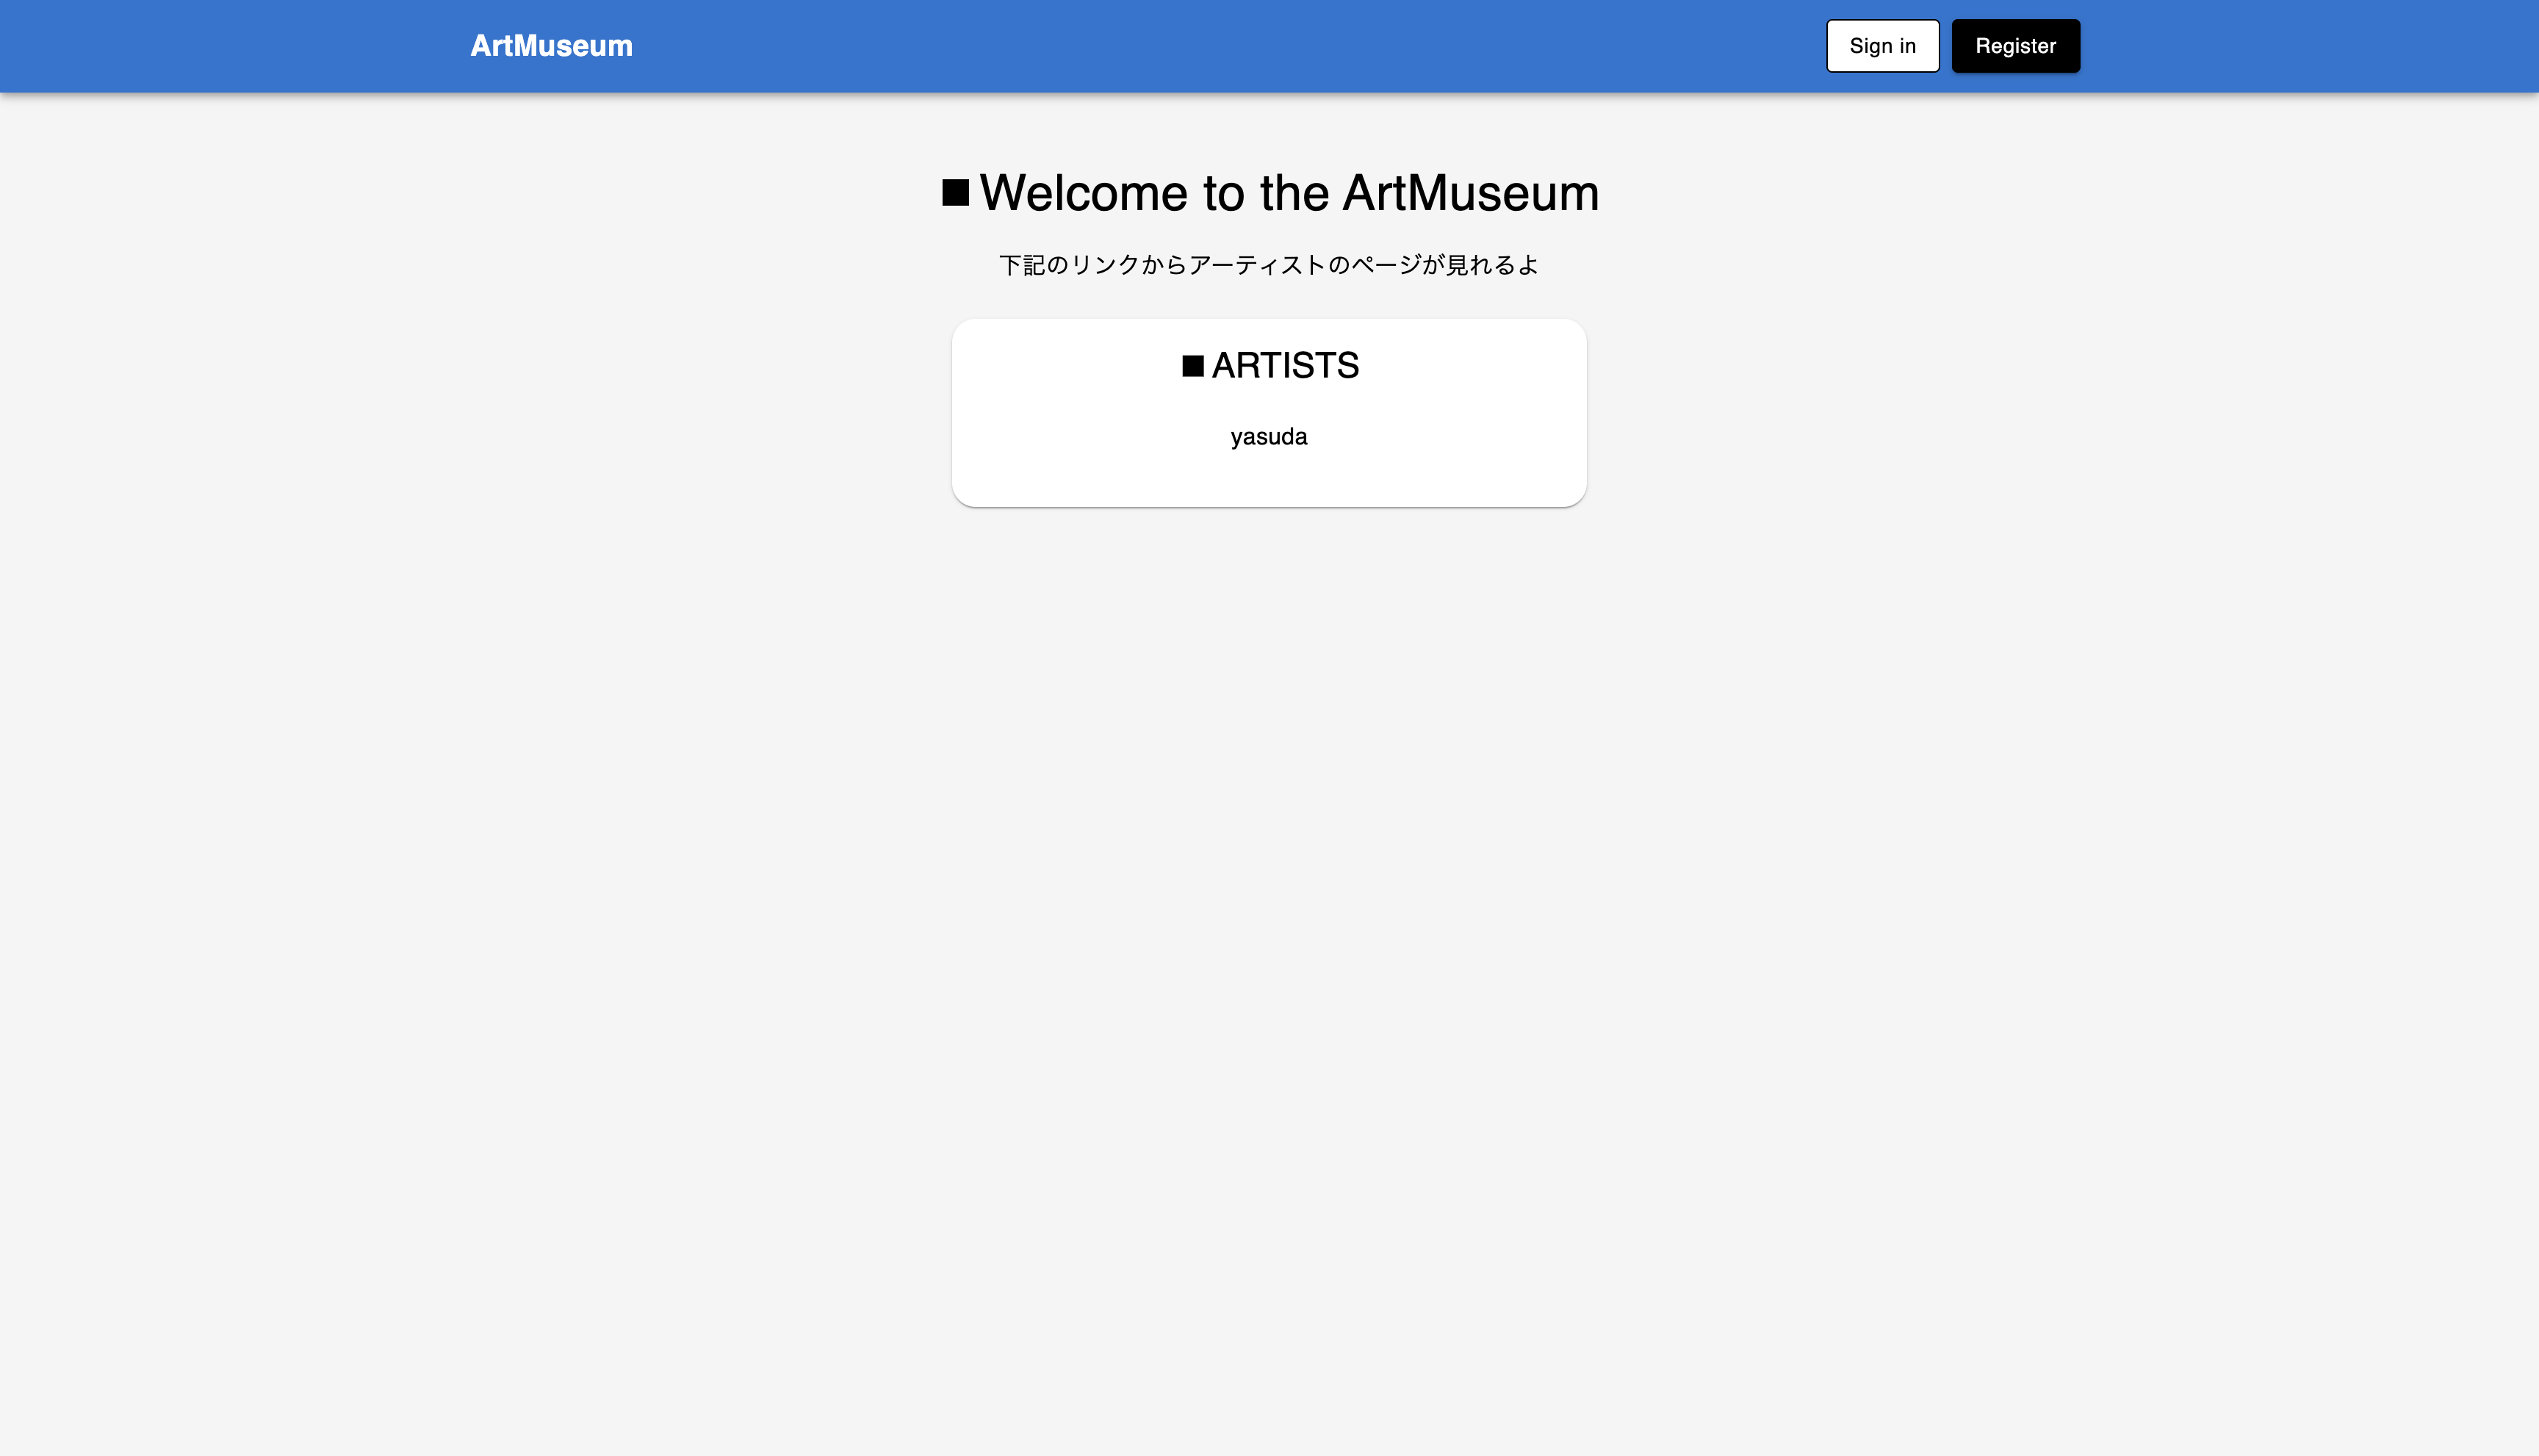 ArtMuseum
Sign in
Register
■ Welcome to the ArtMuseum
下記のリンクからアーティストのページが見れるよ
■ ARTISTS
yasuda